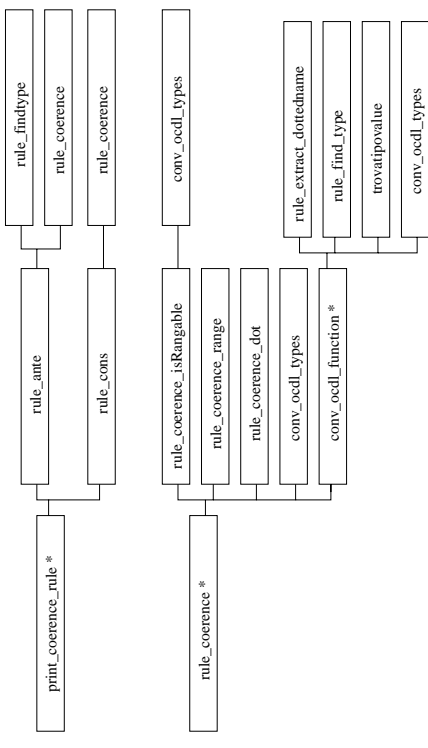 print_coerence_rule *
rule_ante
rule_findtype
rule_coerence
rule_cons
rule_coerence
rule_coerence *
rule_coerence_isRangable
conv_ocdl_types
rule_coerence_range
rule_coerence_dot
conv_ocdl_types
conv_ocdl_function *
rule_extract_dottedname
rule_find_type
trovatipovalue
conv_ocdl_types